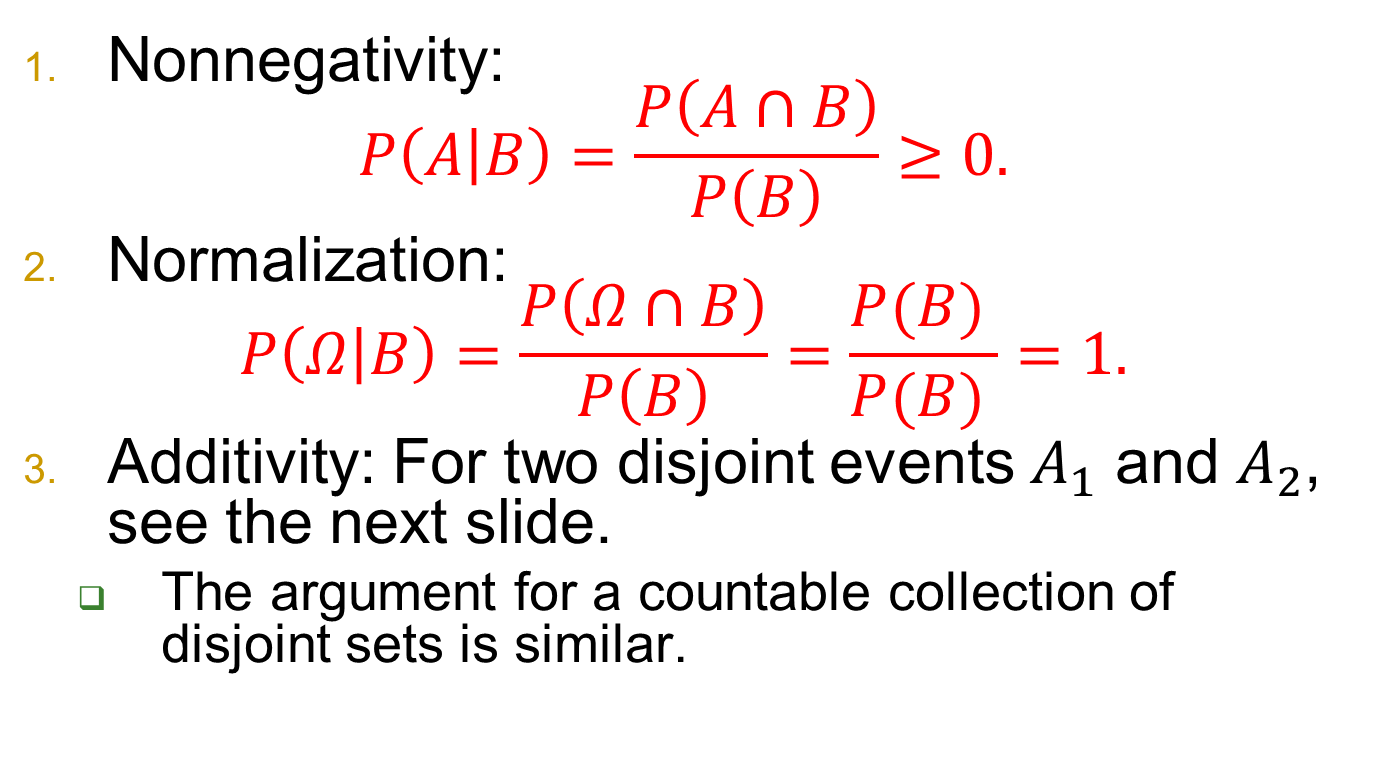 1. Nonnegativity:
P(A|B) = P(A ∩ B) / P(B) ≥ 0.
2. Normalization:
P(Ω|B) = P(Ω ∩ B) / P(B) = P(B) / P(B) = 1.
3. Additivity: For two disjoint events A₁ and A₂,
see the next slide.
❑ The argument for a countable collection of
disjoint sets is similar.